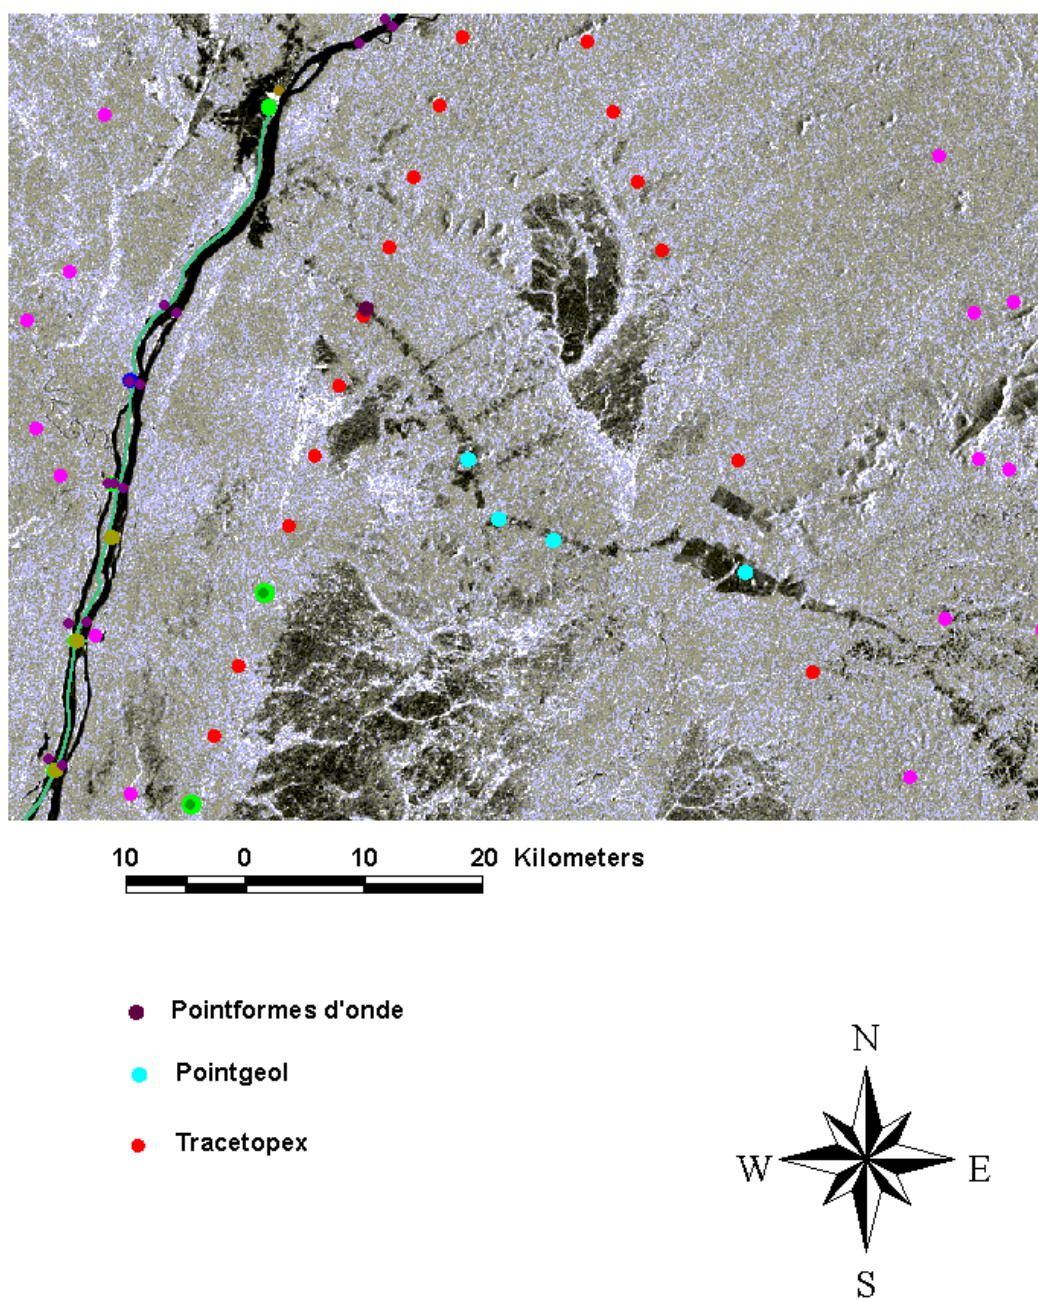 10 0 10 20 Kilometers
Pointformes d'onde
Pointgeol
Tracetopex
N
W E
S